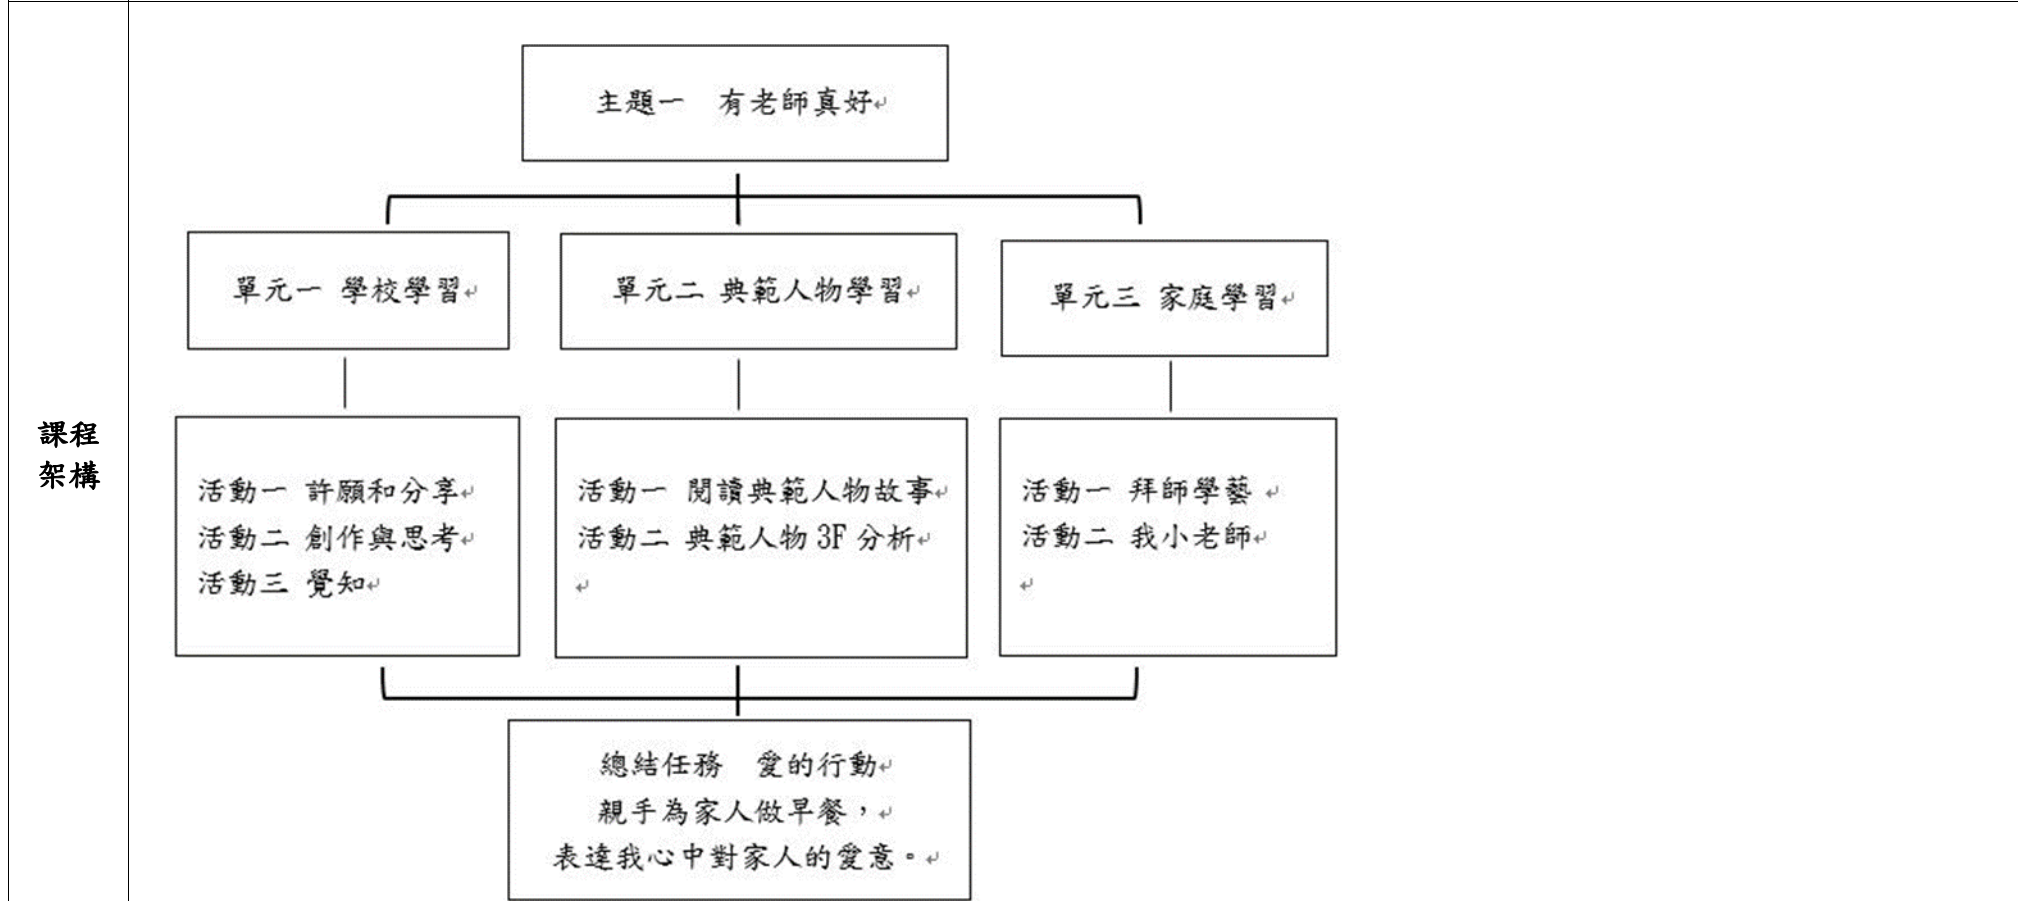 課程
架構
主題一　有老師真好
單元一 學校學習
單元二 典範人物學習
單元三 家庭學習
活動一 許願和分享
活動二 創作與思考
活動三 覺知
活動一 閱讀典範人物故事
活動二 典範人物 3F 分析
活動一 拜師學藝
活動二 我小老師
總結任務　愛的行動
親手為家人做早餐，
表達我心中對家人的愛意。